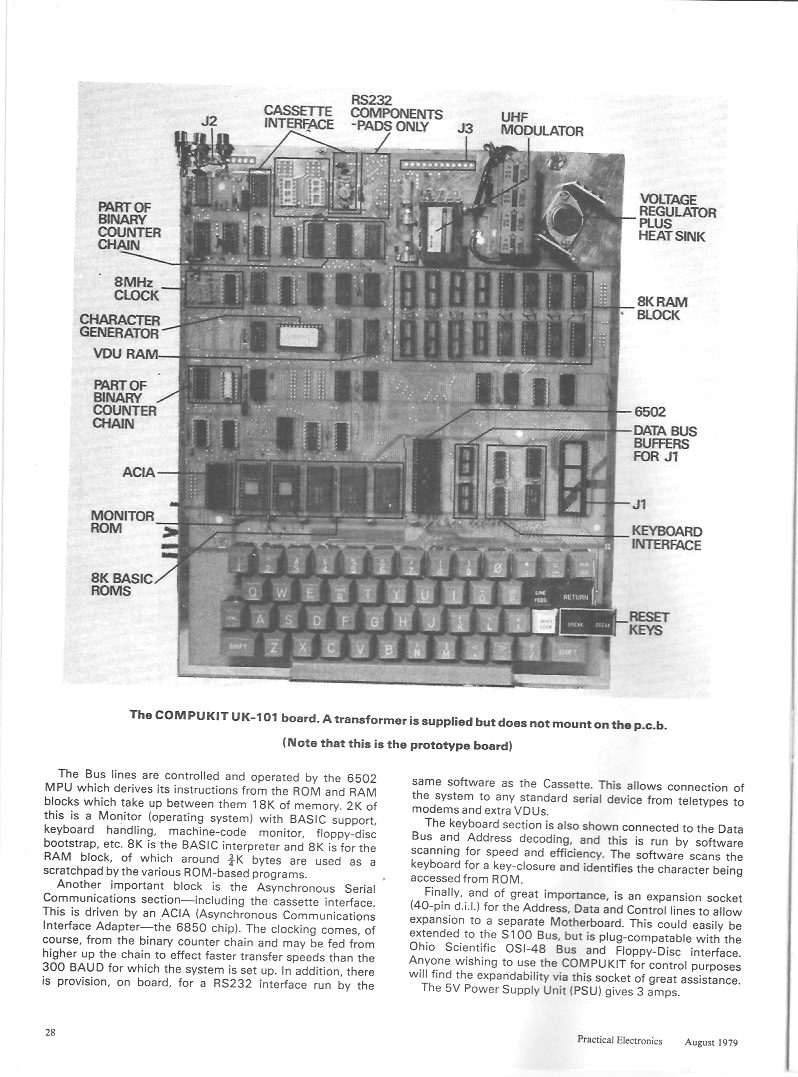 J2
CASSETTE
INTERFACE
RS232
COMPONENTS
-PADS ONLY
J3
UHF
MODULATOR
PART OF
BINARY
COUNTER
CHAIN
VOLTAGE
REGULATOR
PLUS
HEAT SINK
8MHz
CLOCK
8K RAM
BLOCK
CHARACTER
GENERATOR
VDU RAM
PART OF
BINARY
COUNTER
CHAIN
6502
DATA BUS
BUFFERS
FOR J1
ACIA
J1
MONITOR
ROM
KEYBOARD
INTERFACE
8K BASIC
ROMS
Q W E R T Y U I O P LINE FEED RETURN
A S D F G H J K L SHIFT LOCK BREAK BREAK
RESET
KEYS
SHIFT Z X C V B N M SHIFT
The COMPUKIT UK-101 board. A transformer is supplied but does not mount on the p.c.b.
(Note that this is the prototype board)
The Bus lines are controlled and operated by the 6502
MPU which derives its instructions from the ROM and RAM
blocks which take up between them 18K of memory. 2K of
this is a Monitor (operating system) with BASIC support,
keyboard handling, machine-code monitor, floppy-disc
bootstrap, etc. 8K is the BASIC interpreter and 8K is for the
RAM block, of which around ¾K bytes are used as a
scratchpad by the various ROM-based programs.
Another important block is the Asynchronous Serial
Communications section—including the cassette interface.
This is driven by an ACIA (Asynchronous Communications
Interface Adapter—the 6850 chip). The clocking comes, of
course, from the binary counter chain and may be fed from
higher up the chain to effect faster transfer speeds than the
300 BAUD for which the system is set up. In addition, there
is provision, on board, for a RS232 interface run by the
same software as the Cassette. This allows connection of
the system to any standard serial device from teletypes to
modems and extra VDUs.
The keyboard section is also shown connected to the Data
Bus and Address decoding, and this is run by software
scanning for speed and efficiency. The software scans the
keyboard for a key-closure and identifies the character being
accessed from ROM.
Finally, and of great importance, is an expansion socket
(40-pin d.i.l.) for the Address, Data and Control lines to allow
expansion to a separate Motherboard. This could easily be
extended to the S100 Bus, but is plug-compatable with the
Ohio Scientific OSI-48 Bus and Floppy-Disc interface.
Anyone wishing to use the COMPUKIT for control purposes
will find the expandability via this socket of great assistance.
The 5V Power Supply Unit (PSU) gives 3 amps.
28
Practical Electronics August 1979